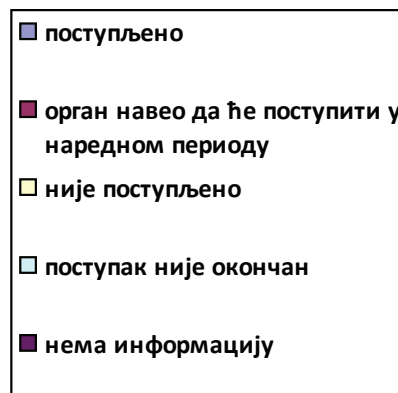 поступљено
орган навео да ће поступити у
наредном периоду
није поступљено
поступак није окончан
нема информацију